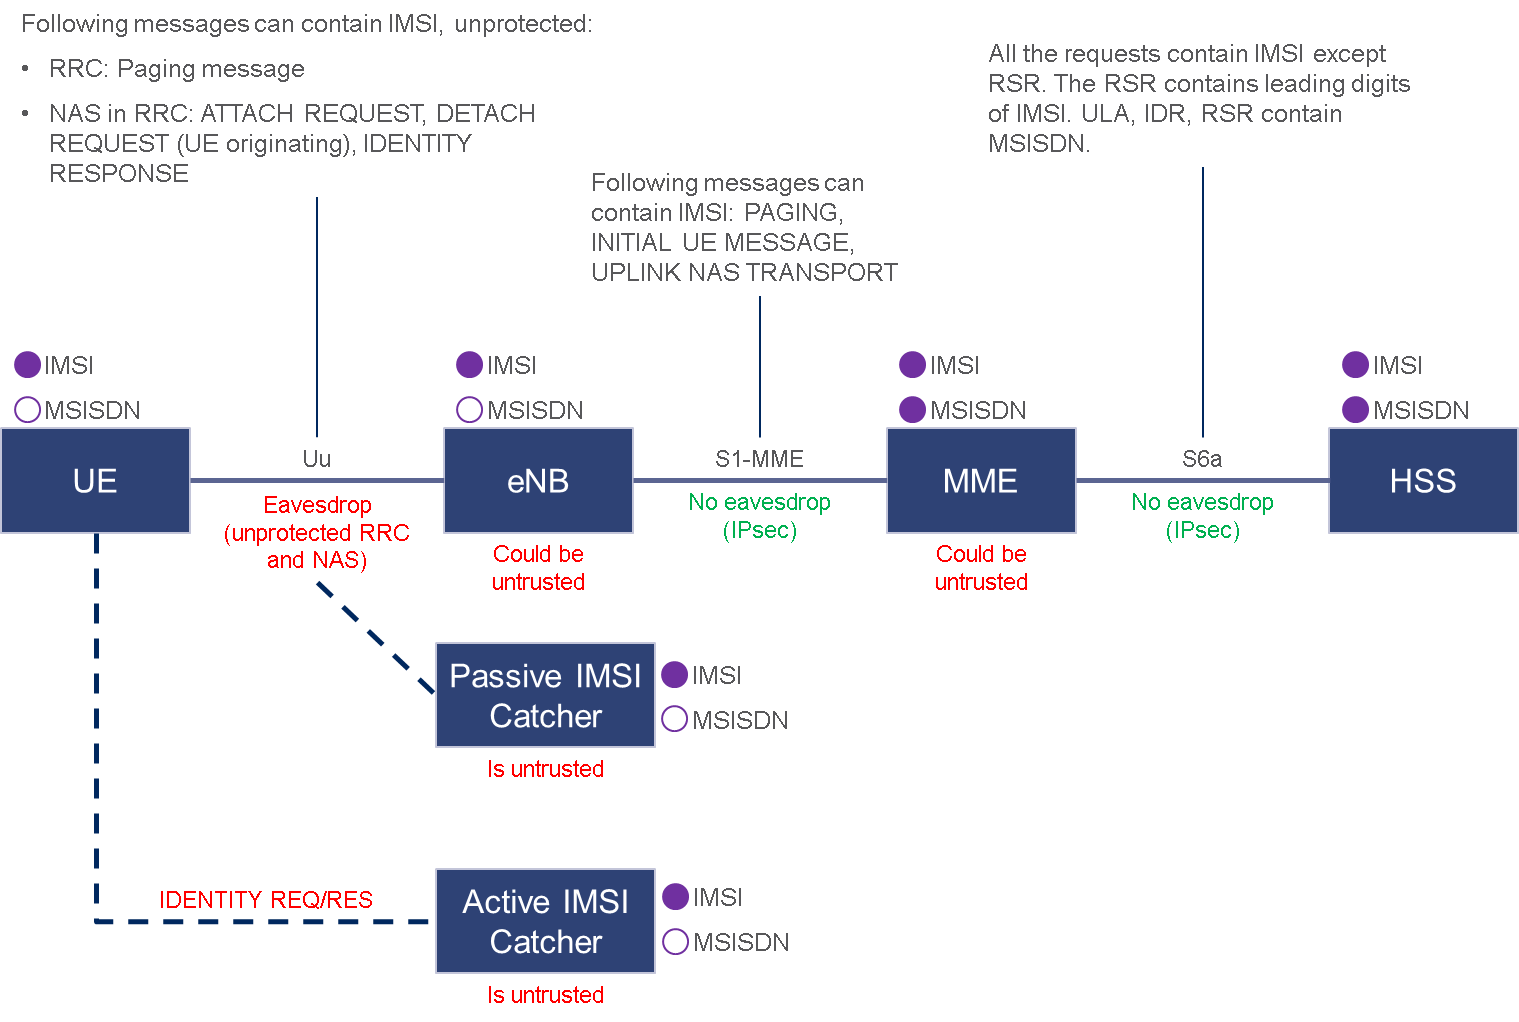 Following messages can contain IMSI, unprotected:
• RRC: Paging message
• NAS in RRC: ATTACH REQUEST, DETACH
REQUEST (UE originating), IDENTITY
RESPONSE
All the requests contain IMSI except
RSR. The RSR contains leading digits
of IMSI. ULA, IDR, RSR contain
MSISDN.
Following messages can
contain IMSI: PAGING,
INITIAL UE MESSAGE,
UPLINK NAS TRANSPORT
IMSI
MSISDN
IMSI
MSISDN
IMSI
MSISDN
IMSI
MSISDN
UE
Uu
eNB
S1-MME
MME
S6a
HSS
Eavesdrop
(unprotected RRC
and NAS)
No eavesdrop
(IPsec)
No eavesdrop
(IPsec)
Could be
untrusted
Could be
untrusted
Passive IMSI
Catcher
IMSI
MSISDN
Is untrusted
IDENTITY REQ/RES
Active IMSI
Catcher
IMSI
MSISDN
Is untrusted